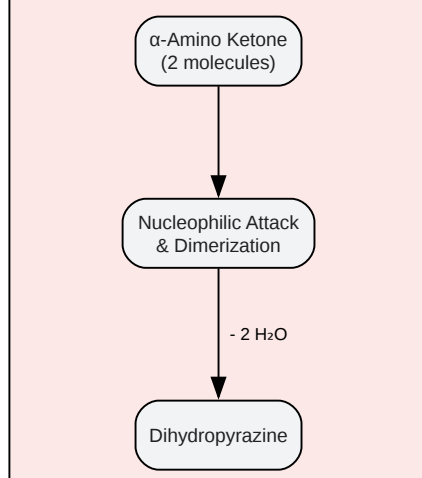 α-Amino Ketone
(2 molecules)
Nucleophilic Attack
& Dimerization
- 2 H₂O
Dihydropyrazine